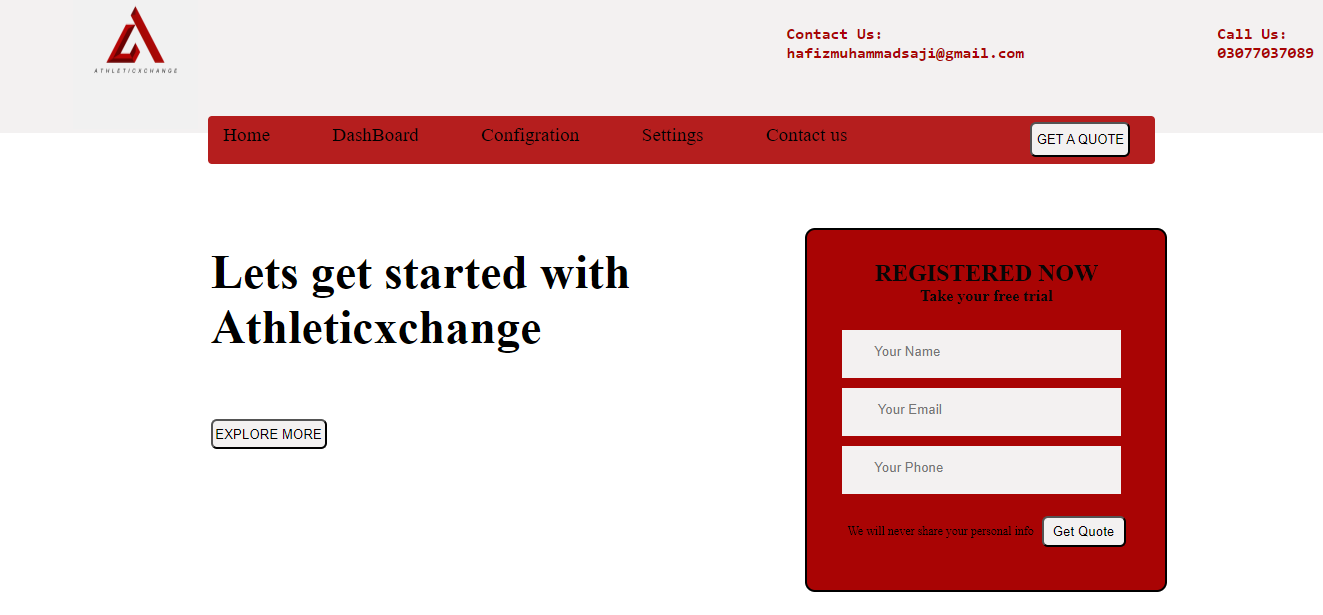 ATHLETICXCHANGE
Contact Us:
hafizmuhammadsaji@gmail.com
Call Us:
03077037089
Home DashBoard Configration Settings Contact us GET A QUOTE
Lets get started with
Athleticxchange
EXPLORE MORE
REGISTERED NOW
Take your free trial
Your Name
Your Email
Your Phone
We will never share your personal info Get Quote